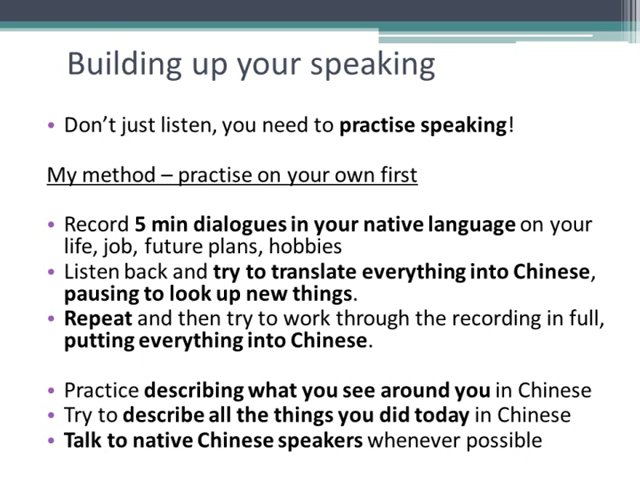 Building up your speaking
• Don't just listen, you need to practise speaking!
My method – practise on your own first
• Record 5 min dialogues in your native language on your
life, job, future plans, hobbies
• Listen back and try to translate everything into Chinese,
pausing to look up new things.
• Repeat and then try to work through the recording in full,
putting everything into Chinese.
• Practice describing what you see around you in Chinese
• Try to describe all the things you did today in Chinese
• Talk to native Chinese speakers whenever possible